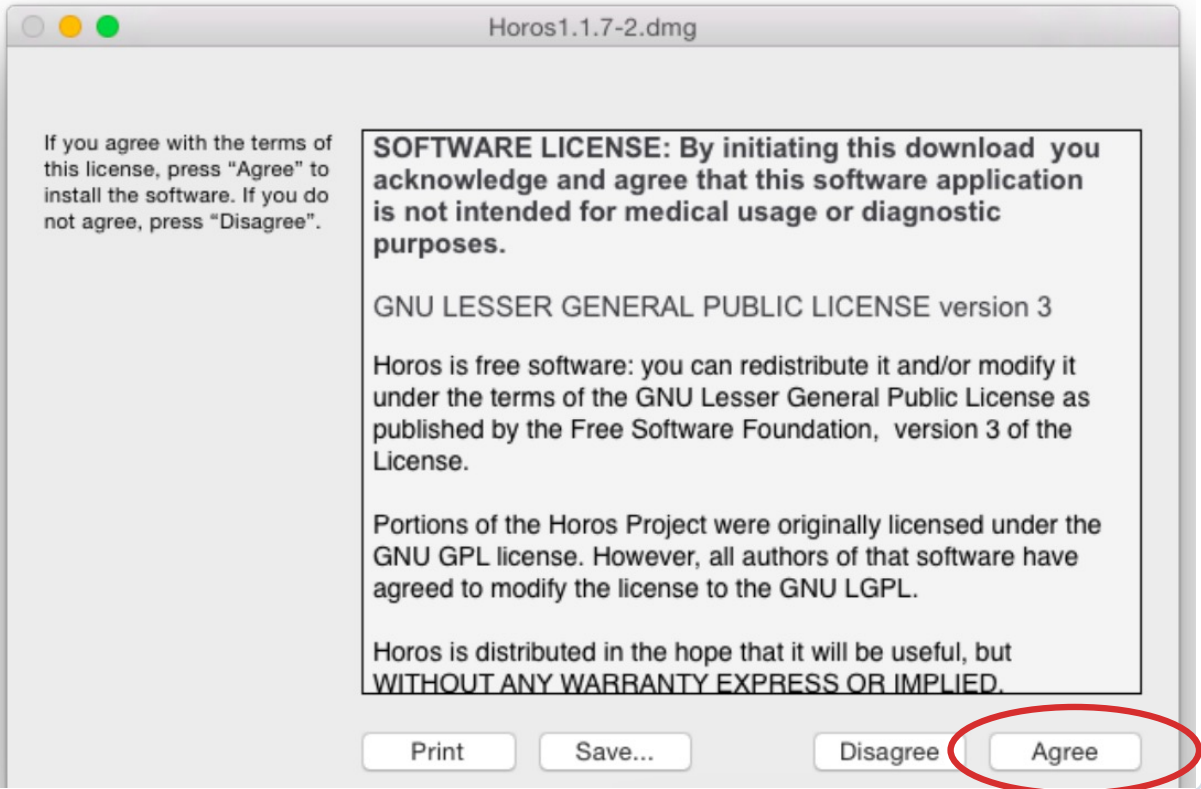 Horos1.1.7-2.dmg
If you agree with the terms of
this license, press “Agree” to
install the software. If you do
not agree, press “Disagree”.
SOFTWARE LICENSE: By initiating this download  you
acknowledge and agree that this software application
is not intended for medical usage or diagnostic
purposes.
GNU LESSER GENERAL PUBLIC LICENSE version 3
Horos is free software: you can redistribute it and/or modify it
under the terms of the GNU Lesser General Public License as
published by the Free Software Foundation,  version 3 of the
License.
Portions of the Horos Project were originally licensed under the
GNU GPL license. However, all authors of that software have
agreed to modify the license to the GNU LGPL.
Horos is distributed in the hope that it will be useful, but
WITHOUT ANY WARRANTY EXPRESS OR IMPLIED.
Print
Save...
Disagree
Agree